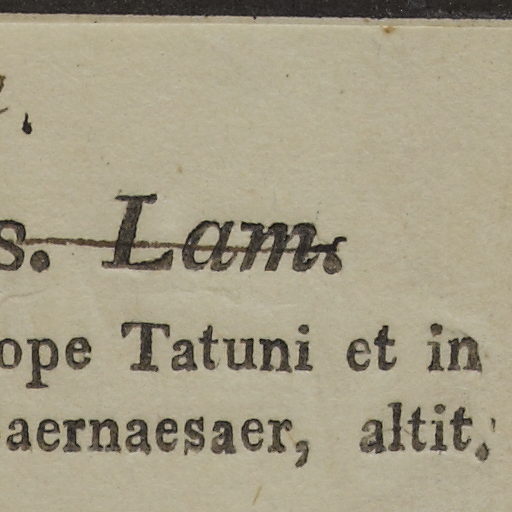 s. Lam.
ope Tatuni et in
aernaesaer, altit.